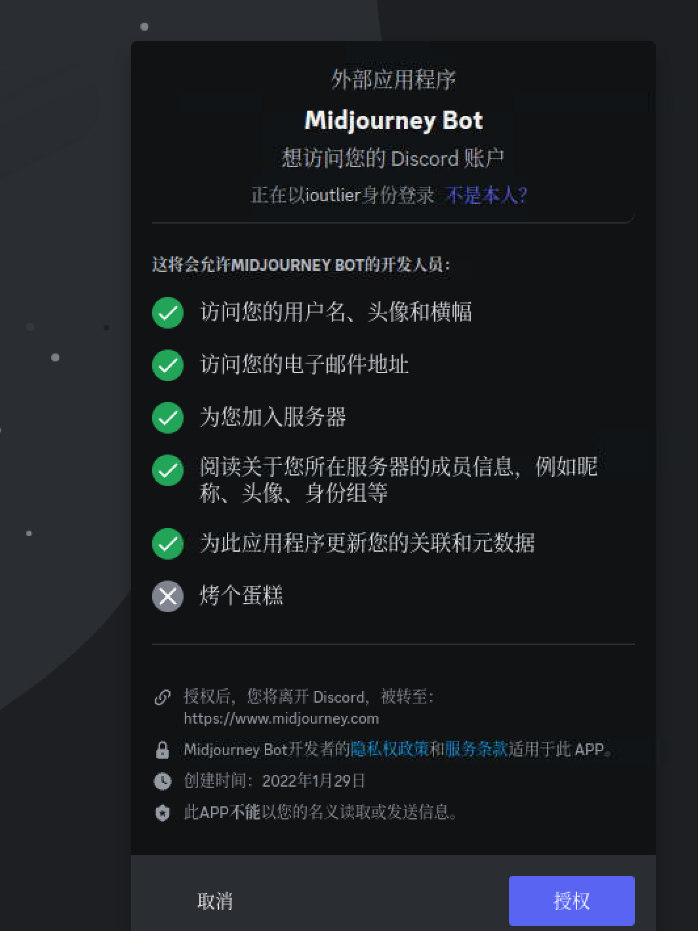 外部应用程序
Midjourney Bot
想访问您的 Discord 账户
正在以ioutlier身份登录 不是本人？
这将会允许MIDJOURNEY BOT的开发人员：
访问您的用户名、头像和横幅
访问您的电子邮件地址
为您加入服务器
阅读关于您所在服务器的成员信息，例如昵
称、头像、身份组等
为此应用程序更新您的关联和元数据
烤个蛋糕
授权后，您将离开 Discord，被转至：
https://www.midjourney.com
Midjourney Bot开发者的隐私权政策和服务条款适用于此 APP。
创建时间：2022年1月29日
此APP不能以您的名义读取或发送信息。
取消
授权